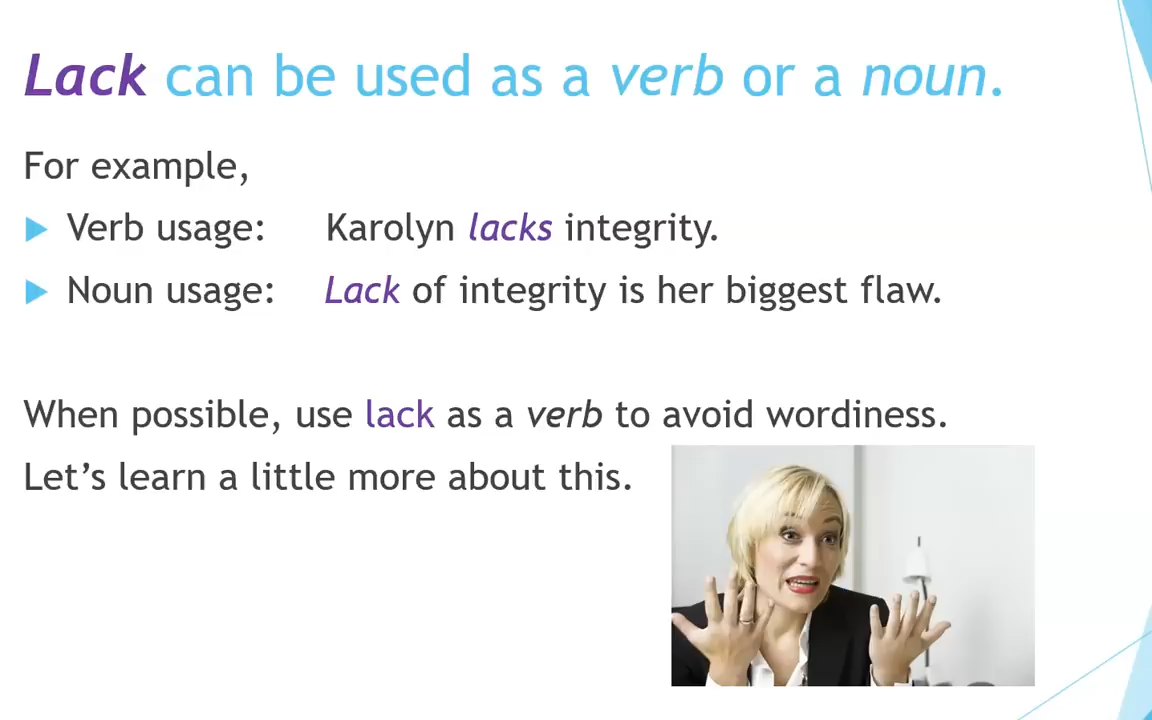 Lack can be used as a verb or a noun.
For example,
Verb usage: Karolyn lacks integrity.
Noun usage: Lack of integrity is her biggest flaw.
When possible, use lack as a verb to avoid wordiness.
Let’s learn a little more about this.